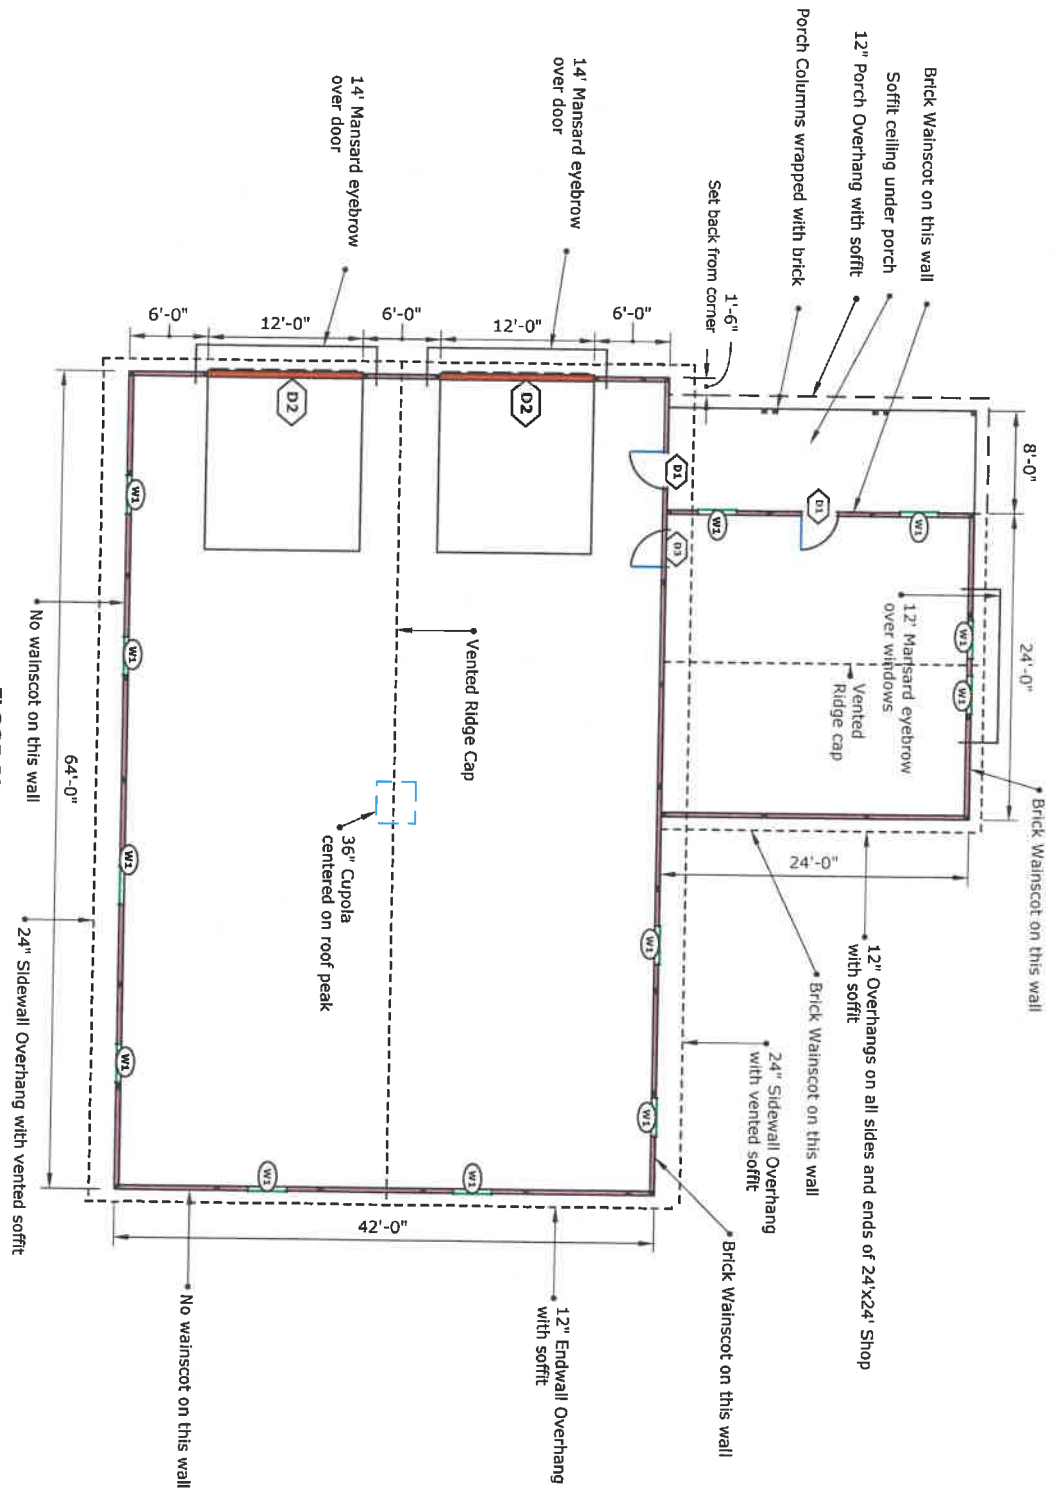 Brick Wainscot on this wall
Soffit ceiling under porch
12" Porch Overhang with soffit
Porch Columns wrapped with brick
1'-6"
Set back from corner
14' Mansard eyebrow
over door
14' Mansard eyebrow
over door
6'-0"
12'-0"
6'-0"
12'-0"
6'-0"
8'-0"
24'-0"
D2
D2
D1
D1
D3
W1
W1
W1
W1
12' Mansard eyebrow
over windows
Vented
Ridge cap
Brick Wainscot on this wall
24'-0"
12" Overhangs on all sides and ends of 24'x24' Shop
with soffit
Brick Wainscot on this wall
24" Sidewall Overhang
with vented soffit
Brick Wainscot on this wall
Vented Ridge Cap
36" Cupola
centered on roof peak
W1
W1
W1
W1
W1
W1
W1
W1
No wainscot on this wall
64'-0"
24" Sidewall Overhang with vented soffit
42'-0"
12" Endwall Overhang
with soffit
No wainscot on this wall